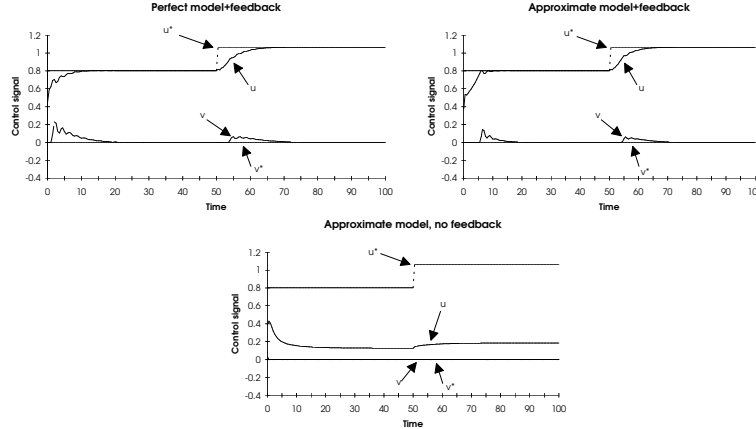 Perfect model+feedback
Control signal
1.2
1
0.8
0.6
0.4
0.2
0
-0.2
-0.4
u*
u
v
v*
0 10 20 30 40 50 60 70 80 90 100
Time
Approximate model+feedback
Control signal
1.2
1
0.8
0.6
0.4
0.2
0
-0.2
-0.4
u*
u
v
v*
0 10 20 30 40 50 60 70 80 90 100
Time
Approximate model, no feedback
Control signal
1.2
1
0.8
0.6
0.4
0.2
0
-0.2
-0.4
u*
u
v
v*
0 10 20 30 40 50 60 70 80 90 100
Time